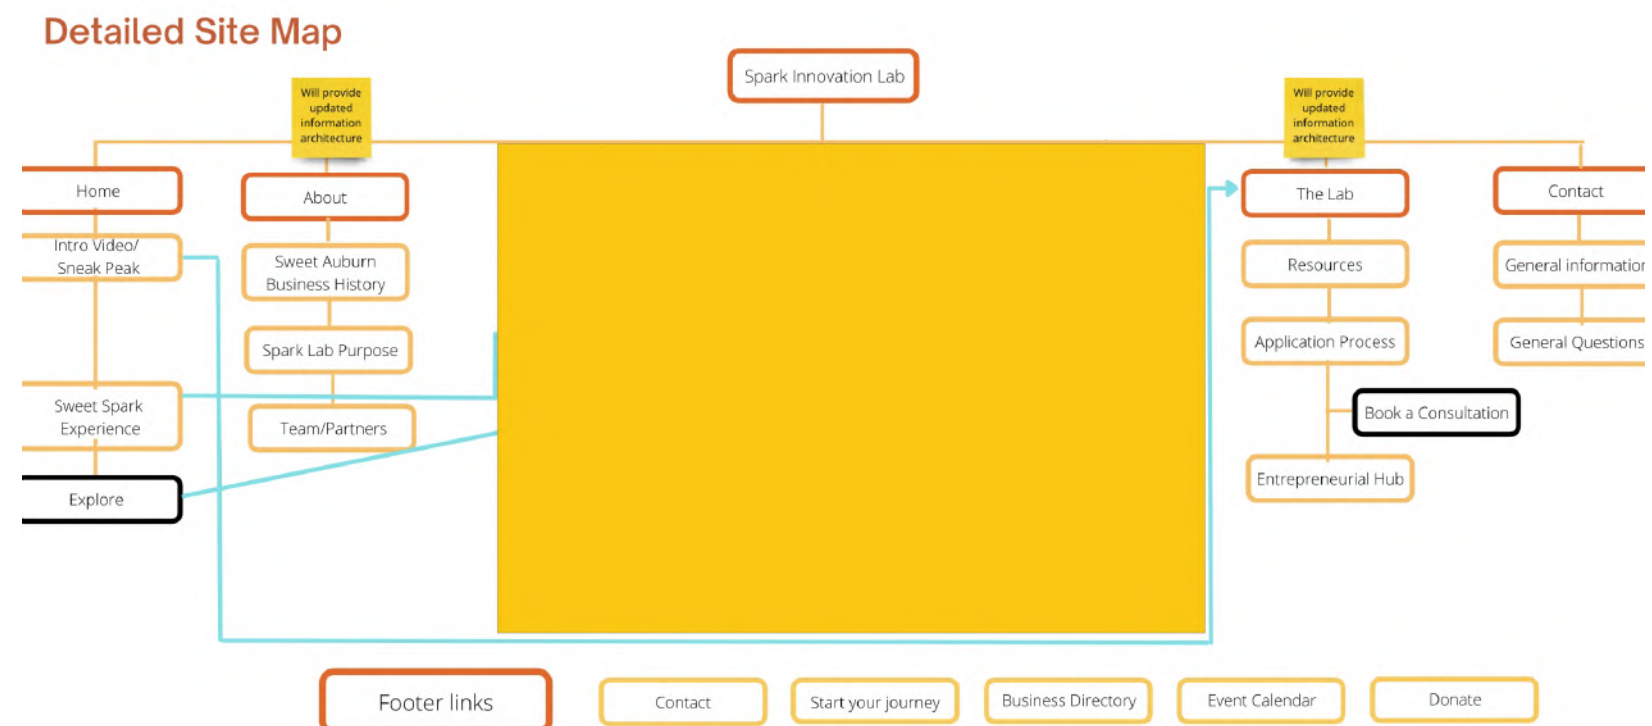 Detailed Site Map
Spark Innovation Lab
Will provide
updated
information
architecture
Will provide
updated
information
architecture
Home
Intro Video/
Sneak Peak
Sweet Spark
Experience
Explore
About
Sweet Auburn
Business History
Spark Lab Purpose
Team/Partners
The Lab
Resources
Application Process
Book a Consultation
Entrepreneurial Hub
Contact
General information
General Questions
Footer links
Contact
Start your journey
Business Directory
Event Calendar
Donate